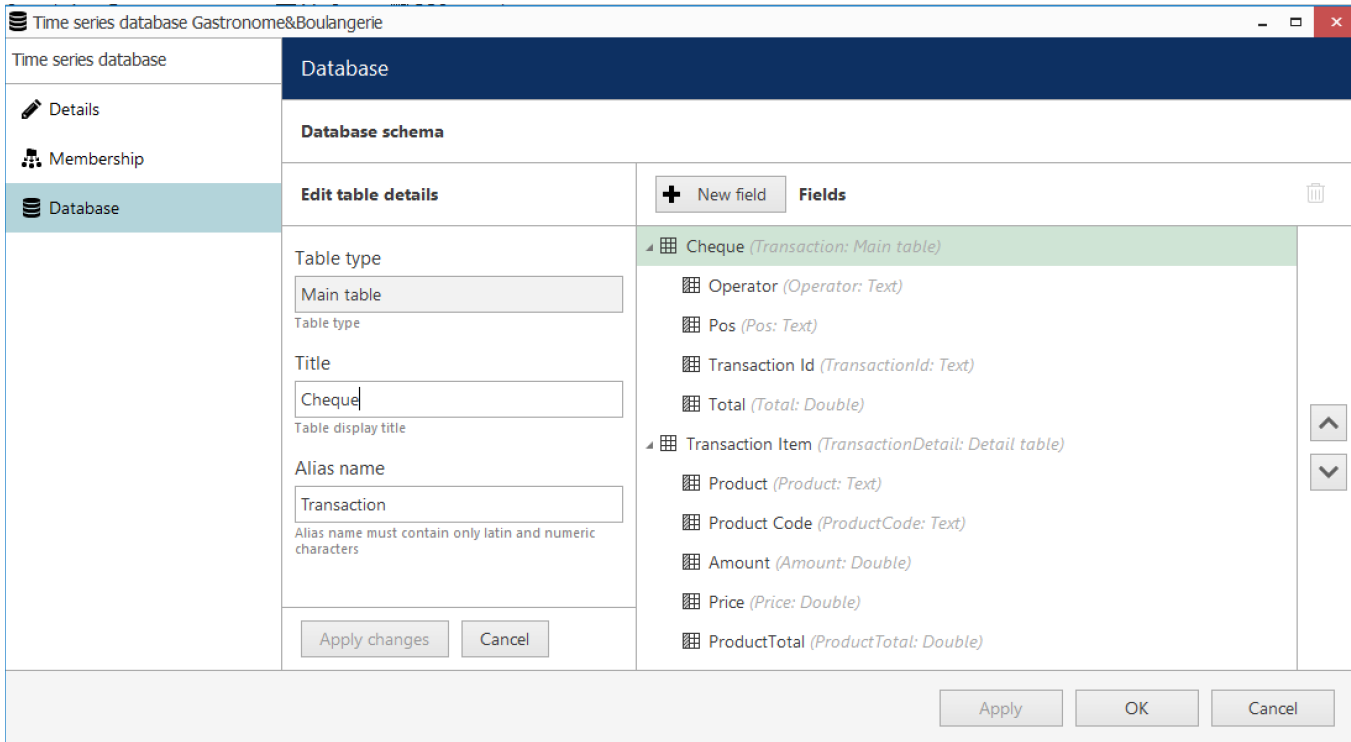 Time series database Gastronome&Boulangerie
Time series database
Details
Membership
Database
Database
Database schema
Edit table details
Table type
Main table
Table type
Title
Cheque
Table display title
Alias name
Transaction
Alias name must contain only latin and numeric
characters
Apply changes Cancel
New field Fields
Cheque (Transaction: Main table)
Operator (Operator: Text)
Pos (Pos: Text)
Transaction Id (TransactionId: Text)
Total (Total: Double)
Transaction Item (TransactionDetail: Detail table)
Product (Product: Text)
Product Code (ProductCode: Text)
Amount (Amount: Double)
Price (Price: Double)
ProductTotal (ProductTotal: Double)
Apply OK Cancel